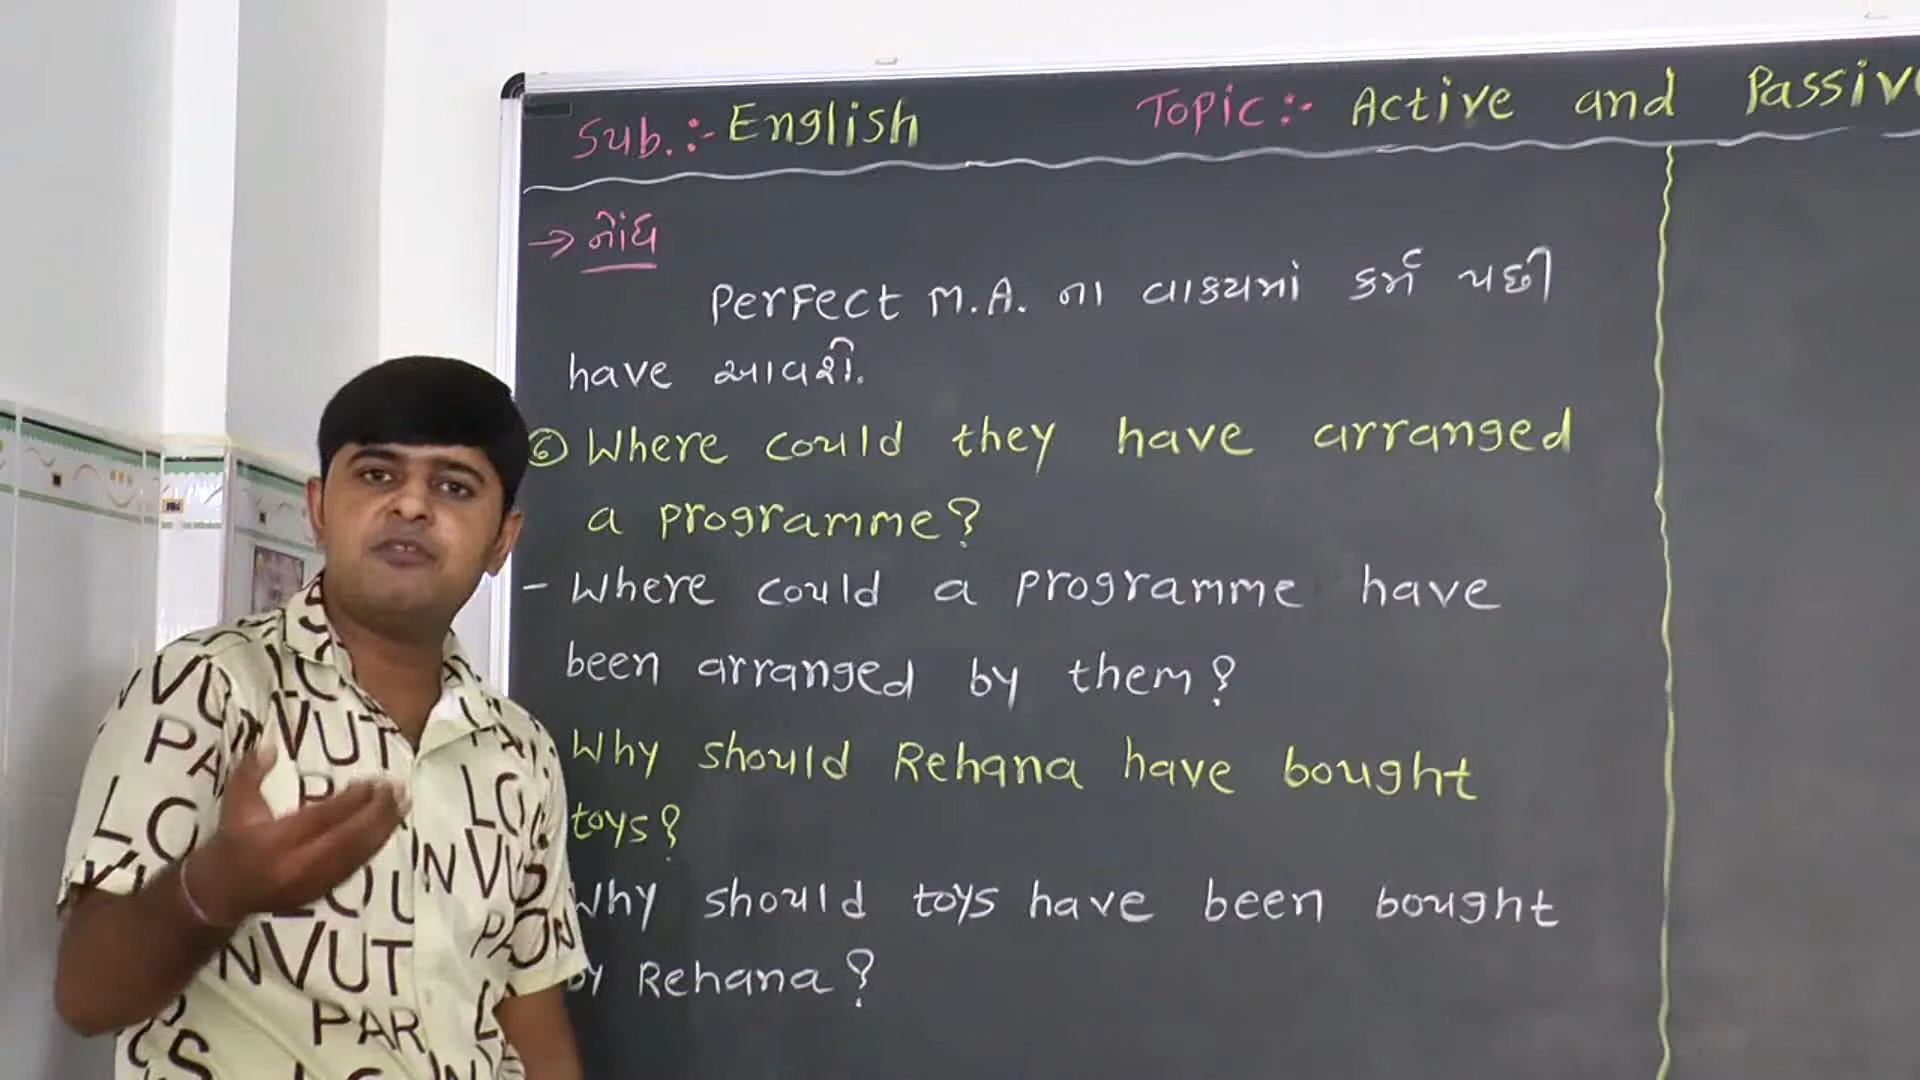 Sub.:- English Topic:- Active and Passiv
→ નોંધ
Perfect M.A. ના વાક્યમાં કર્મ પછી
have આવશે.
6 Where could they have arranged
a programme?
- Where could a programme have
been arranged by them?
Why should Rehana have bought
toys?
Why should toys have been bought
by Rehana?